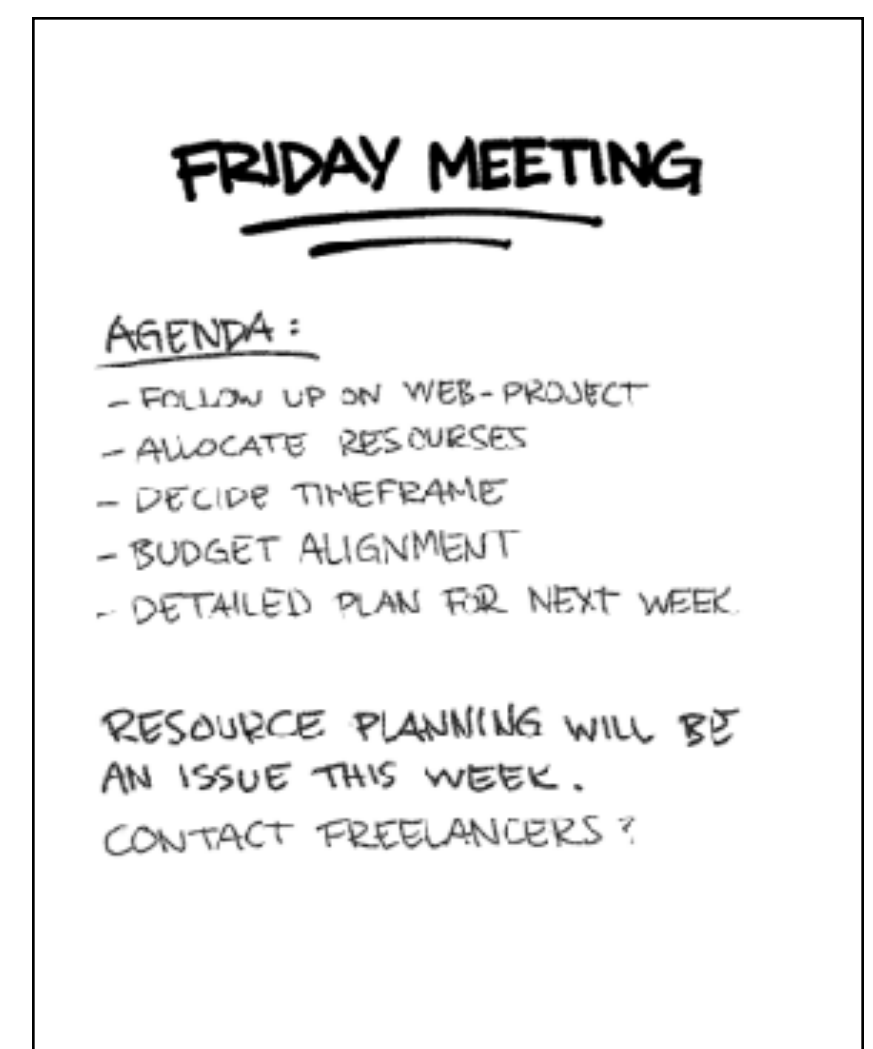 FRIDAY MEETING
AGENDA:
- FOLLOW UP ON WEB-PROJECT
- ALLOCATE RESOURSES
- DECIDE TIMEFRAME
- BUDGET ALIGNMENT
- DETAILED PLAN FOR NEXT WEEK
RESOURCE PLANNING WILL BE
AN ISSUE THIS WEEK.
CONTACT FREELANCERS?